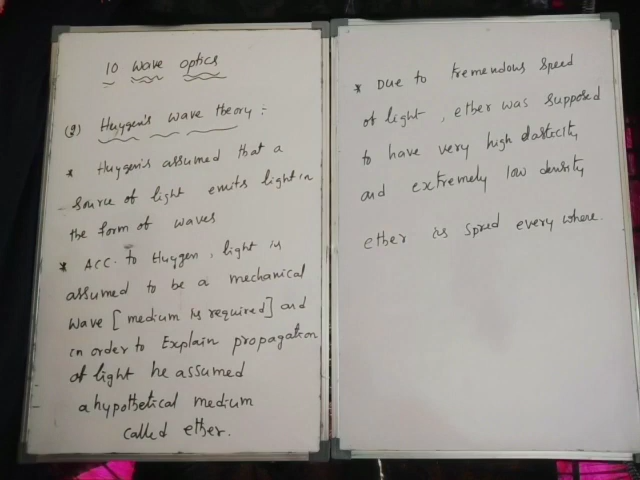 10 Wave optics
(9) Huygen's wave theory :
* Huygen's assumed that a
source of light emits light in
the form of waves
* Acc. to Huygen, light is
assumed to be a mechanical
wave [medium is required] and
in order to Explain propagation
of light he assumed
a hypothetical medium
called ether.
* Due to tremendous speed
of light, ether was supposed
to have very high elasticity
and extremely low density
ether is spred every where.